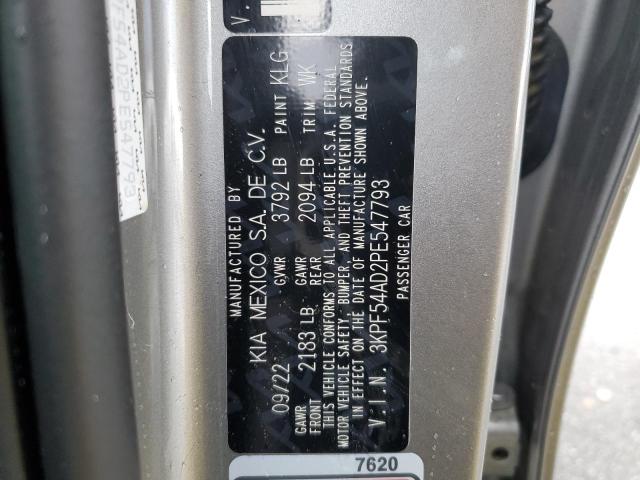 V.
MANUFACTURED BY
KIA MEXICO S.A. DE C.V.
09/22 GVWR 3792 LB PAINT KLG
GAWR FRONT 2183 LB GAWR REAR 2094 LB TRIM WK
THIS VEHICLE CONFORMS TO ALL APPLICABLE U.S.A. FEDERAL
MOTOR VEHICLE SAFETY, BUMPER, AND THEFT PREVENTION STANDARDS
IN EFFECT ON THE DATE OF MANUFACTURE SHOWN ABOVE.
V.I.N. 3KPF54AD2PE547793
PASSENGER CAR
7620